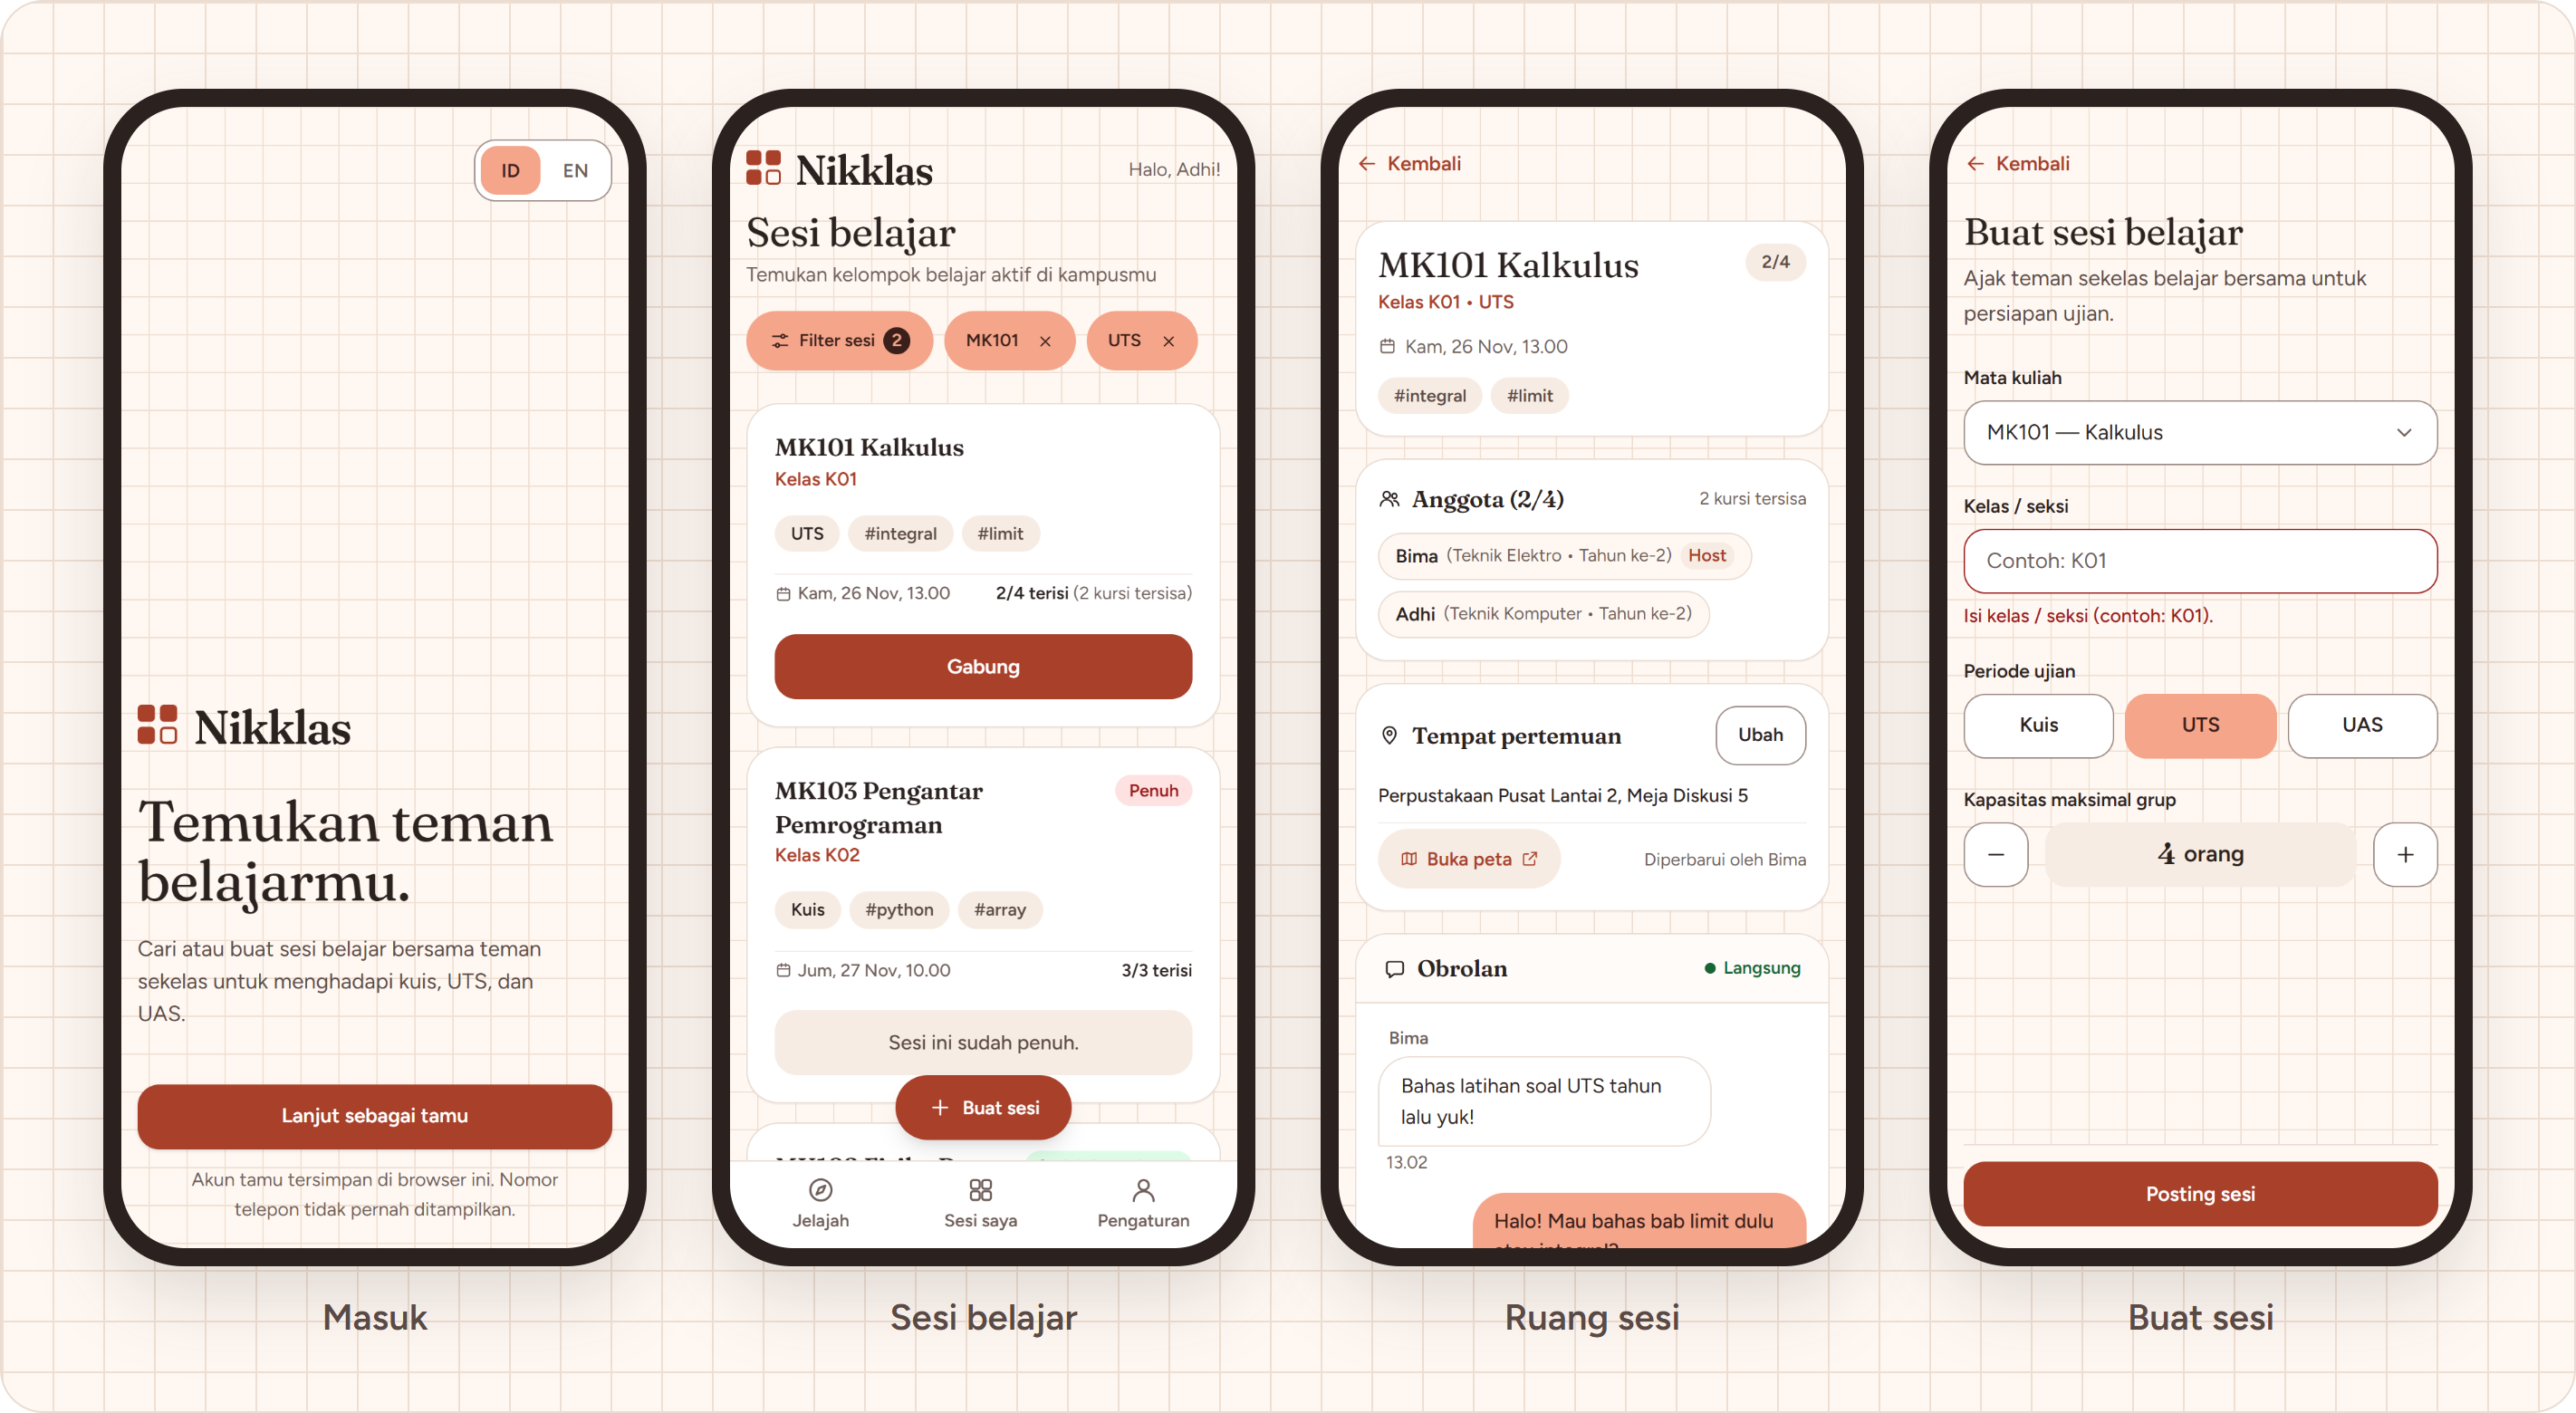 ID EN
Nikklas
Temukan teman
belajarmu.
Cari atau buat sesi belajar bersama teman
sekelas untuk menghadapi kuis, UTS, dan
UAS.
Lanjut sebagai tamu
Akun tamu tersimpan di browser ini. Nomor
telepon tidak pernah ditampilkan.
Masuk
Nikklas
Halo, Adhi!
Sesi belajar
Temukan kelompok belajar aktif di kampusmu
Filter sesi 2 MK101 × UTS ×
MK101 Kalkulus
Kelas K01
UTS #integral #limit
Kam, 26 Nov, 13.00 2/4 terisi (2 kursi tersisa)
Gabung
MK103 Pengantar
Pemrograman
Penuh
Kelas K02
Kuis #python #array
Jum, 27 Nov, 10.00 3/3 terisi
Sesi ini sudah penuh.
+ Buat sesi
Jelajah Sesi saya Pengaturan
Sesi belajar
← Kembali
MK101 Kalkulus 2/4
Kelas K01 • UTS
Kam, 26 Nov, 13.00
#integral #limit
Anggota (2/4) 2 kursi tersisa
Bima (Teknik Elektro • Tahun ke-2) Host
Adhi (Teknik Komputer • Tahun ke-2)
Tempat pertemuan Ubah
Perpustakaan Pusat Lantai 2, Meja Diskusi 5
Buka peta Diperbarui oleh Bima
Obrolan Langsung
Bima
Bahas latihan soal UTS tahun
lalu yuk!
13.02
Halo! Mau bahas bab limit dulu
Ruang sesi
← Kembali
Buat sesi belajar
Ajak teman sekelas belajar bersama untuk
persiapan ujian.
Mata kuliah
MK101 — Kalkulus
Kelas / seksi
Contoh: K01
Isi kelas / seksi (contoh: K01).
Periode ujian
Kuis UTS UAS
Kapasitas maksimal grup
− 4 orang +
Posting sesi
Buat sesi